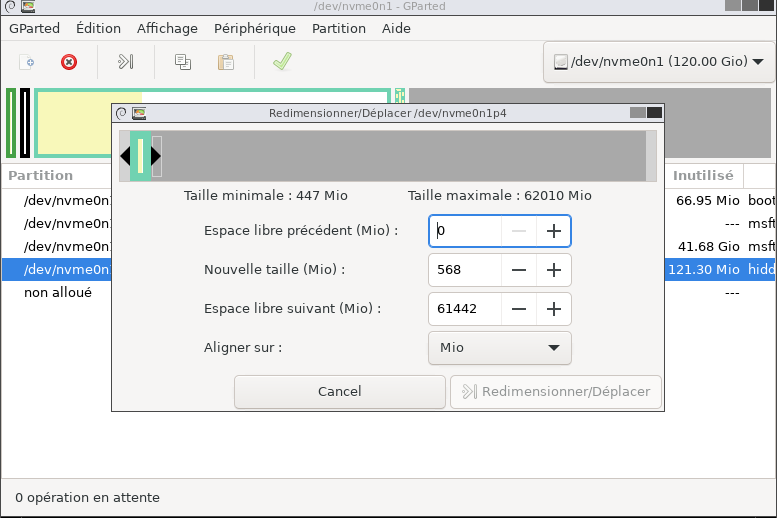 /dev/nvme0n1 - GParted
GParted Édition Affichage Périphérique Partition Aide
/dev/nvme0n1 (120.00 Gio)
Redimensionner/Déplacer /dev/nvme0n1p4
Taille minimale : 447 Mio Taille maximale : 62010 Mio
Partition Inutilisé
/dev/nvme0n 66.95 Mio boot
Espace libre précédent (Mio) : 0
/dev/nvme0n --- msft
/dev/nvme0n 41.68 Gio msft
Nouvelle taille (Mio) : 568
/dev/nvme0n 121.30 Mio hidd
non alloué ---
Espace libre suivant (Mio) : 61442
Aligner sur : Mio
Cancel Redimensionner/Déplacer
0 opération en attente